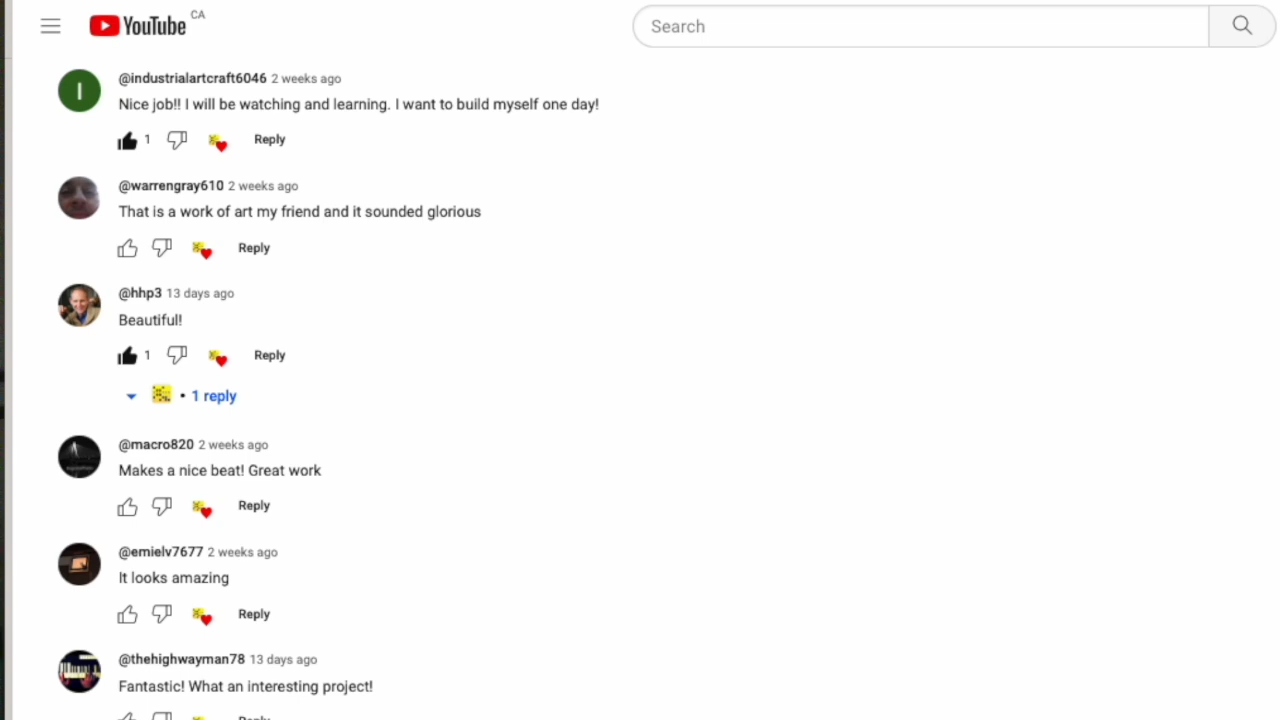 YouTube CA
Search
I
@industrialartcraft6046 2 weeks ago
Nice job!! I will be watching and learning. I want to build myself one day!
1 Reply
@warrengray610 2 weeks ago
That is a work of art my friend and it sounded glorious
Reply
@hhp3 13 days ago
Beautiful!
1 Reply
• 1 reply
@macro820 2 weeks ago
Makes a nice beat! Great work
Reply
@emielv7677 2 weeks ago
It looks amazing
Reply
@thehighwayman78 13 days ago
Fantastic! What an interesting project!
Reply